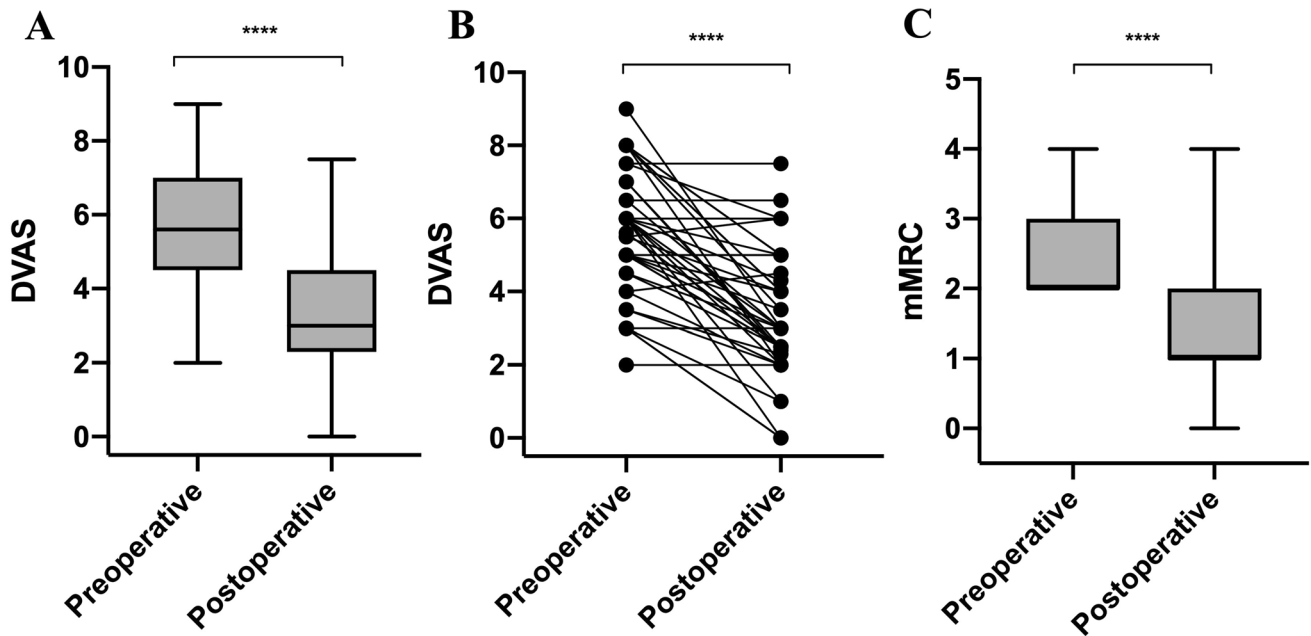 A
****
DVAS
10
8
6
4
2
0
Preoperative
Postoperative
B
****
DVAS
10
8
6
4
2
0
Preoperative
Postoperative
C
****
mMRC
5
4
3
2
1
0
Preoperative
Postoperative